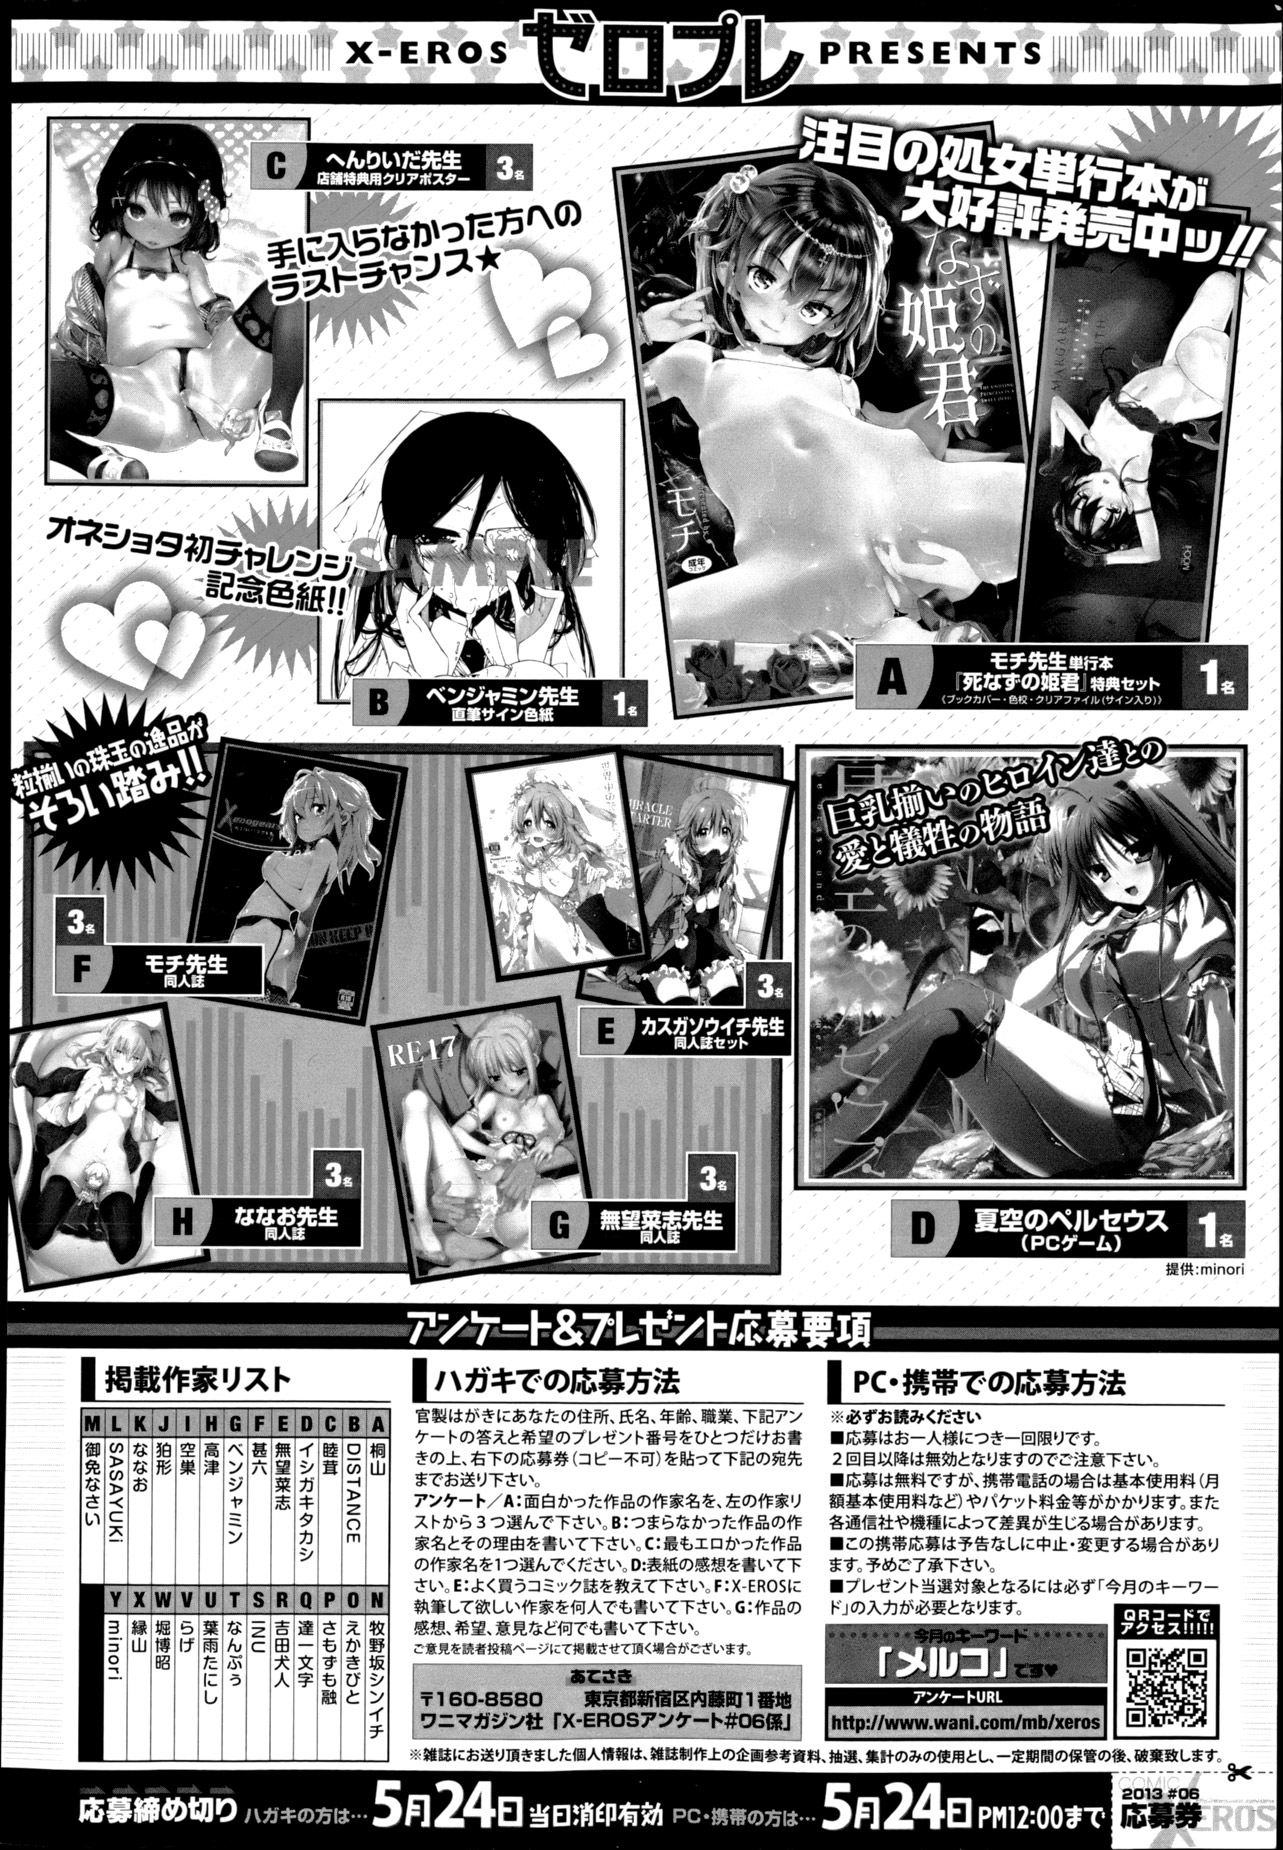 X-EROS ゼロプレ PRESENTS
C へんりいだ先生 3名
店舗特典用クリアポスター
手に入らなかった方への
ラストチャンス★
注目の処女単行本が
大好評発売中ッ!!
なずの
姫君
モチ
成年
コミック
A モチ先生 単行本 1名
『死なずの姫君』特典セット
《ブックカバー・色校・クリアファイル(サイン入り)》
オネショタ初チャレンジ
記念色紙!!
B ベンジャミン先生 1名
直筆サイン色紙
粒揃いの珠玉の逸品が
そろい踏み!!
Xenogears
3名
F モチ先生
同人誌
3名
E カスガソウイチ先生
同人誌セット
3名
H ななお先生
同人誌
RE17
3名
G 無望菜志先生
同人誌
巨乳揃いのヒロイン達との
愛と犠牲の物語
D 夏空のペルセウス 1名
(PCゲーム)
提供:minori
アンケート&プレゼント応募要項
掲載作家リスト
A 桐山
B DISTANCE
C 睦茸
D イシガキタカシ
E 無望菜志
F 甚六
G ベンジャミン
H 高津
I 空巣
J 狛形
K ななお
L SASAYUKi
M 御免なさい
N 牧野坂シンイチ
O えかきびと
P さもずも融
Q 達一文字
R 吉田犬人
S INU
T なんぷぅ
U 葉雨たにし
V らげ
W 堀博昭
X 縁山
Y minori
ハガキでの応募方法
官製はがきにあなたの住所、氏名、年齢、職業、下記アン
ケートの答えと希望のプレゼント番号をひとつだけお書
きの上、右下の応募券(コピー不可)を貼って下記の宛先
までお送り下さい。
アンケート/A:面白かった作品の作家名を、左の作家リ
ストから3つ選んで下さい。B:つまらなかった作品の作
家名とその理由を書いて下さい。C:最もエロかった作品
の作家名を1つ選んでください。D:表紙の感想を書いて下
さい。E:よく買うコミック誌を教えて下さい。F:X-EROSに
執筆して欲しい作家を何人でも書いて下さい。G:作品の
感想、希望、意見など何でも書いて下さい。
ご意見を読者投稿ページにて掲載させて頂く場合がございます。
あてさき
〒160-8580 東京都新宿区内藤町1番地
ワニマガジン社「X-EROSアンケート#06係」
PC・携帯での応募方法
※必ずお読みください
■応募はお一人様につき一回限りです。
2回目以降は無効となりますのでご注意下さい。
■応募は無料ですが、携帯電話の場合は基本使用料(月
額基本使用料など)やパケット料金等がかかります。また
各通信社や機種によって差異が生じる場合があります。
■この携帯応募は予告なしに中止・変更する場合があり
ます。予めご了承下さい。
■プレゼント当選対象となるには必ず「今月のキーワー
ド」の入力が必要となります。
今月のキーワード
「メルコ」です♥
アンケートURL
http://www.wani.com/mb/xeros
QRコードで
アクセス!!!!!
※雑誌にお送り頂きました個人情報は、雑誌制作上の企画参考資料、抽選、集計のみの使用とし、一定期間の保管の後、破棄致します。
応募締め切り ハガキの方は… 5月24日 当日消印有効 PC・携帯の方は… 5月24日 PM12:00まで
COMIC
2013 #06
応募券
X-EROS